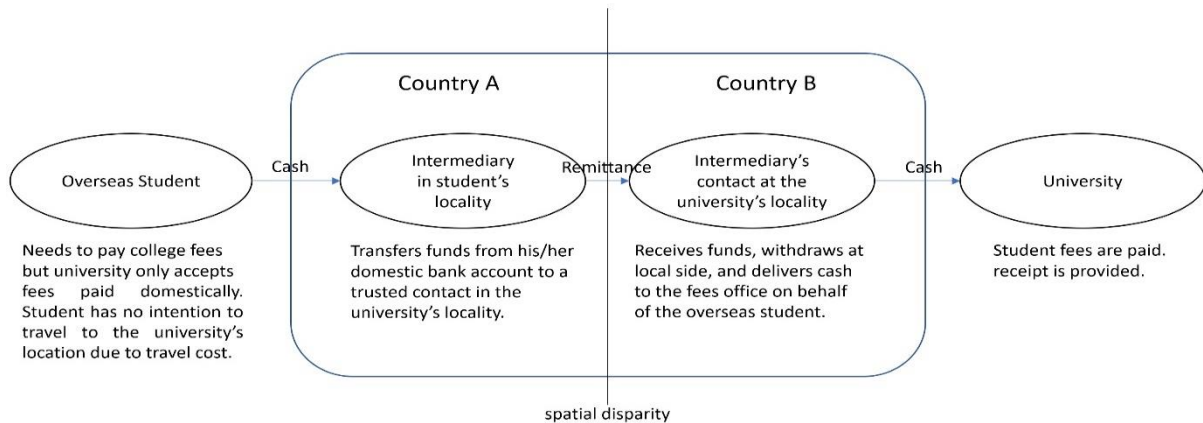 Country A
Country B
Overseas Student
Cash
Intermediary
in student's
locality
Remittance
Intermediary's
contact at the
university's locality
Cash
University
Needs to pay college fees
but university only accepts
fees paid domestically.
Student has no intention to
travel to the university's
location due to travel cost.
Transfers funds from his/her
domestic bank account to a
trusted contact in the
university's locality.
Receives funds, withdraws at
local side, and delivers cash
to the fees office on behalf
of the overseas student.
Student fees are paid.
receipt is provided.
spatial disparity